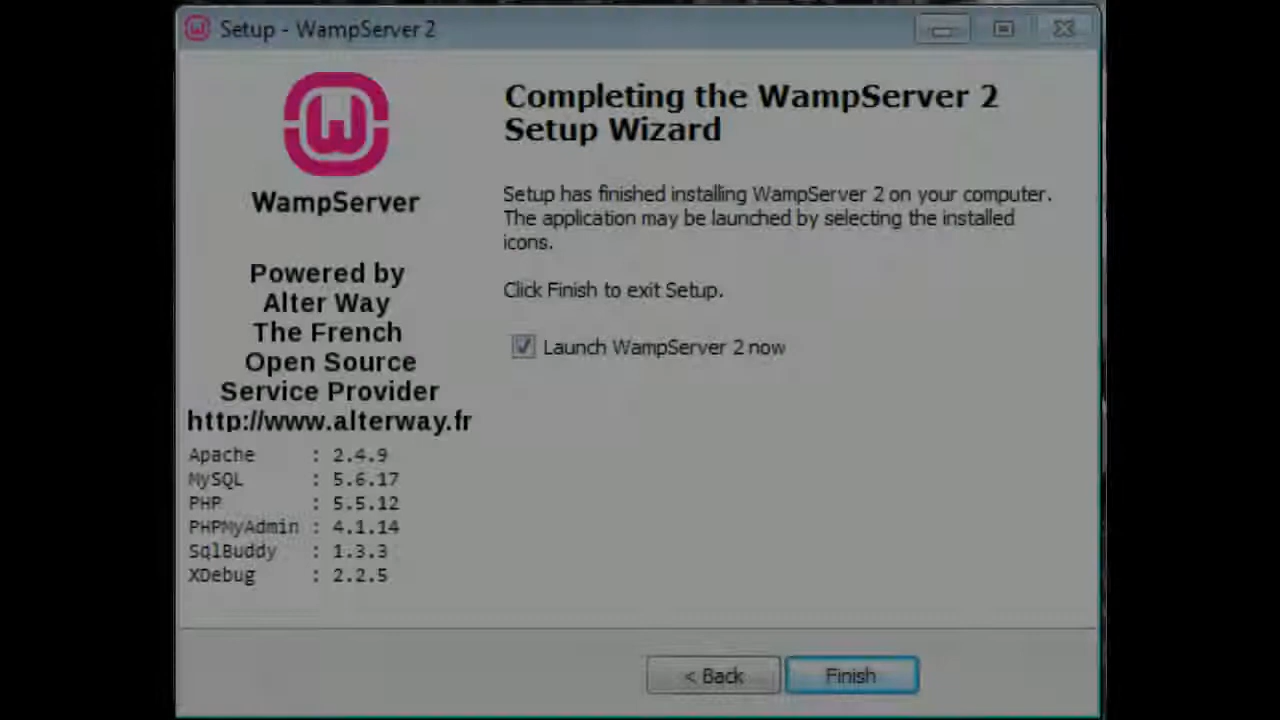 Setup - WampServer 2
WampServer
Powered by
Alter Way
The French
Open Source
Service Provider
http://www.alterway.fr
Apache : 2.4.9
MySQL : 5.6.17
PHP : 5.5.12
PHPMyAdmin : 4.1.14
SqlBuddy : 1.3.3
XDebug : 2.2.5
Completing the WampServer 2
Setup Wizard
Setup has finished installing WampServer 2 on your computer.
The application may be launched by selecting the installed
icons.
Click Finish to exit Setup.
Launch WampServer 2 now
< Back
Finish